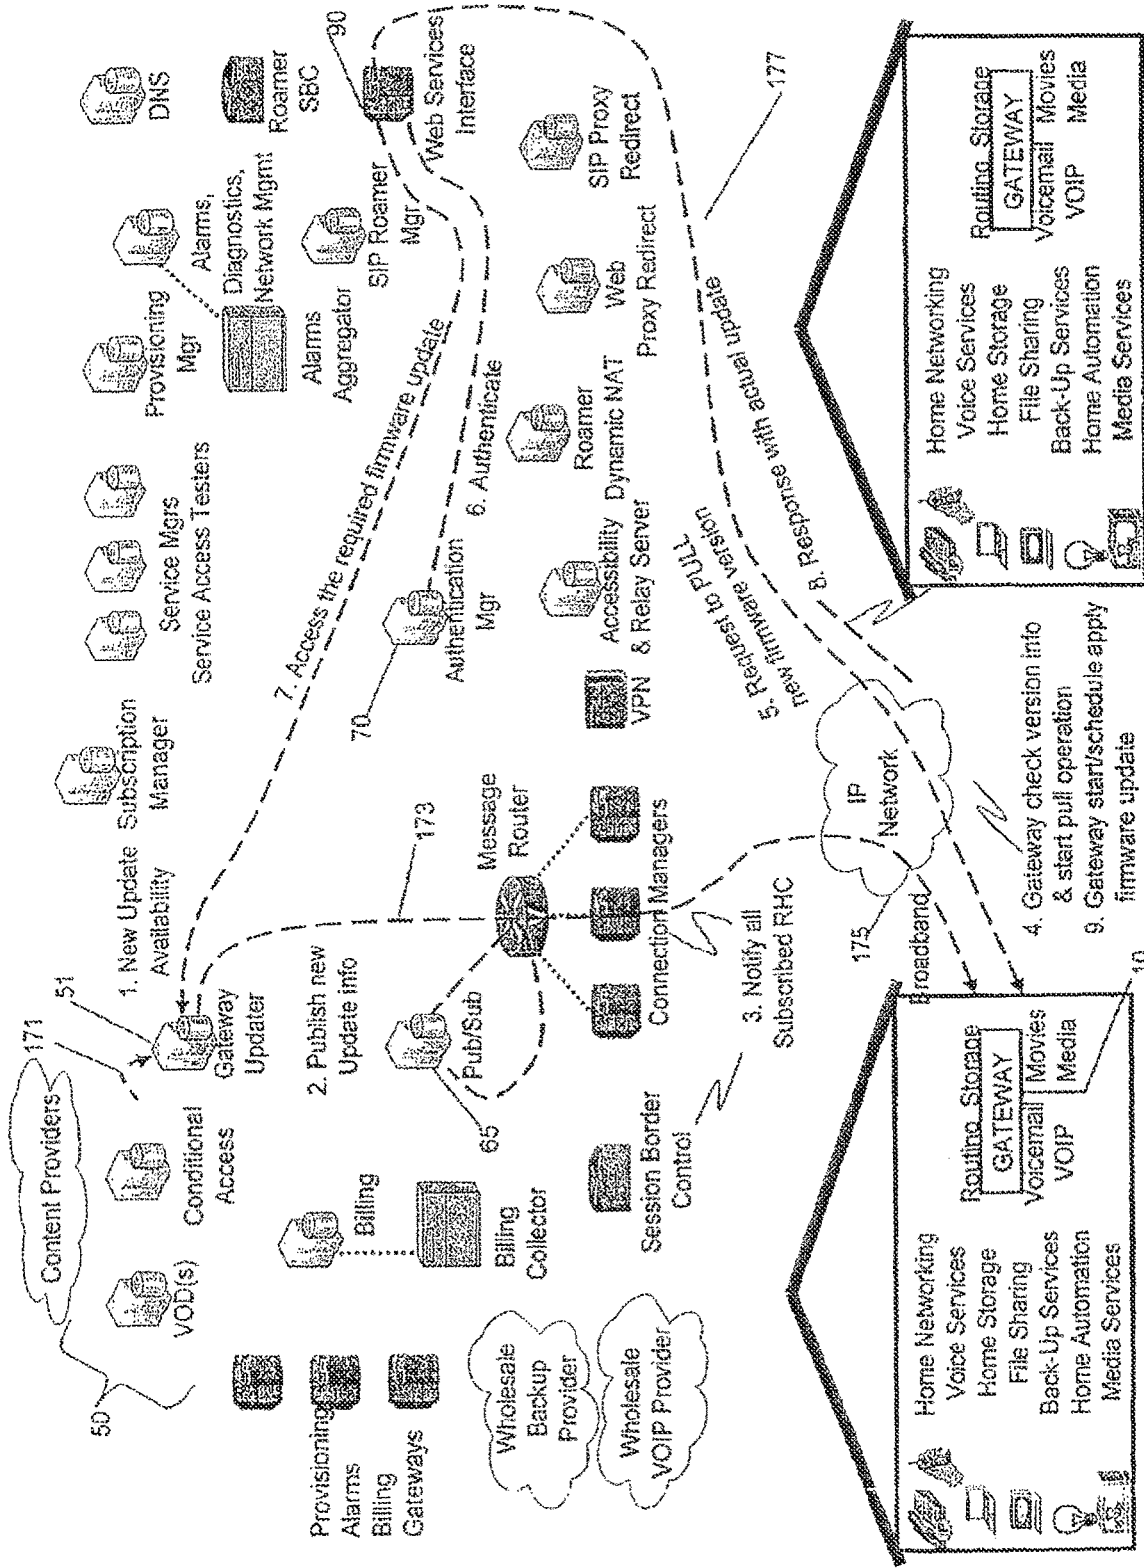 Content Providers
50
171
51
VOD(s)
Conditional
Access
Gateway
Updater
1. New Update
Availability
Subscription
Manager
Service Mgrs
Service Access Testers
Provisioning
Mgr
Alarms,
Diagnostics,
Network Mgmt
DNS
Roamer
SBC
Alarms
Aggregator
SIP Roamer
Mgr
90
Web Services
Interface
Provisioning
Alarms
Billing
Gateways
Billing
Billing
Collector
2. Publish new
Update info
Pub/Sub
65
173
Message
Router
7. Access the required firmware update
70
Authentication
Mgr
6. Authenticate
Wholesale
Backup
Provider
Wholesale
VOIP Provider
Session Border
Control
Connection Managers
3. Notify all
Subscribed RHC
VPN
Accessibility
& Relay Server
Roamer
Dynamic NAT
Web
Proxy Redirect
SIP Proxy
Redirect
177
5. Request to PULL
new firmware version
8. Response with actual update
IP
Network
175
Broadband
4. Gateway check version info
& start pull operation
9. Gateway start/schedule apply
firmware update
10
Home Networking
Voice Services
Home Storage
File Sharing
Back-Up Services
Home Automation
Media Services
Routing Storage
GATEWAY
Voicemail Movies
VOIP Media
Home Networking
Voice Services
Home Storage
File Sharing
Back-Up Services
Home Automation
Media Services
Routing Storage
GATEWAY
Voicemail Movies
VOIP Media